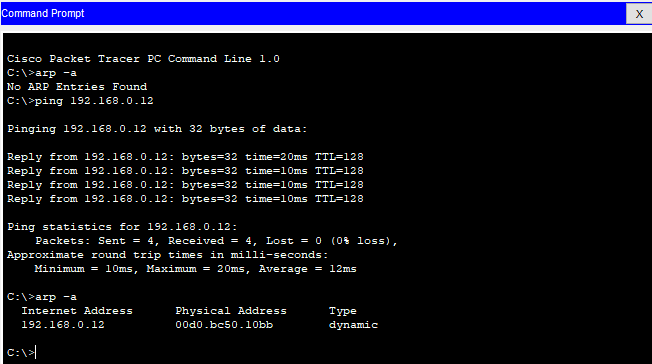 Command Prompt
X
Cisco Packet Tracer PC Command Line 1.0
C:\>arp -a
No ARP Entries Found
C:\>ping 192.168.0.12
Pinging 192.168.0.12 with 32 bytes of data:
Reply from 192.168.0.12: bytes=32 time=20ms TTL=128
Reply from 192.168.0.12: bytes=32 time=10ms TTL=128
Reply from 192.168.0.12: bytes=32 time=10ms TTL=128
Reply from 192.168.0.12: bytes=32 time=10ms TTL=128
Ping statistics for 192.168.0.12:
Packets: Sent = 4, Received = 4, Lost = 0 (0% loss),
Approximate round trip times in milli-seconds:
Minimum = 10ms, Maximum = 20ms, Average = 12ms
C:\>arp -a
Internet Address Physical Address Type
192.168.0.12 00d0.bc50.10bb dynamic
C:\>